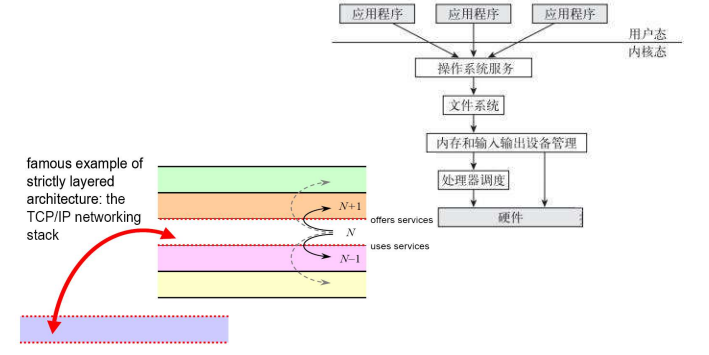 应用程序
应用程序
应用程序
用户态
内核态
操作系统服务
文件系统
内存和输入输出设备管理
处理器调度
硬件
famous example of
strictly layered
architecture: the
TCP/IP networking
stack
N+1
offers services
N
uses services
N−1